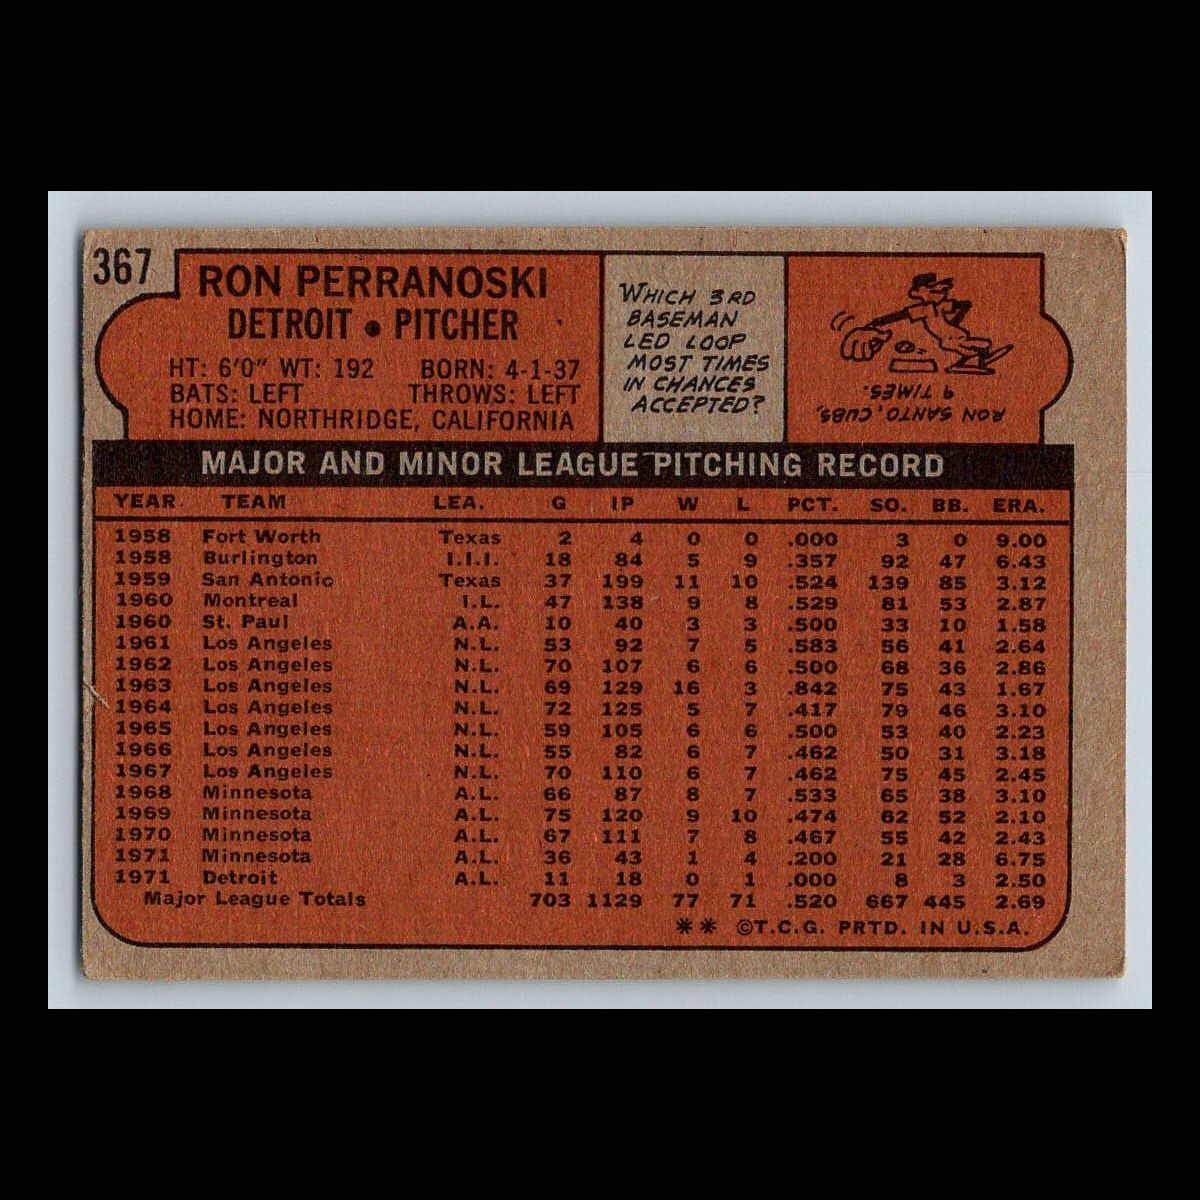 367
RON PERRANOSKI
DETROIT • PITCHER
HT: 6'0" WT: 192 BORN: 4-1-37
BATS: LEFT THROWS: LEFT
HOME: NORTHRIDGE, CALIFORNIA
WHICH 3RD
BASEMAN
LED LOOP
MOST TIMES
IN CHANCES
ACCEPTED?
RON SANTO, CUBS,
9 TIMES.
MAJOR AND MINOR LEAGUE PITCHING RECORD
YEAR TEAM LEA. G IP W L PCT. SO. BB. ERA.
1958 Fort Worth Texas 2 4 0 0 .000 3 0 9.00
1958 Burlington I.I.I. 18 84 5 9 .357 92 47 6.43
1959 San Antonio Texas 37 199 11 10 .524 139 85 3.12
1960 Montreal I.L. 47 138 9 8 .529 81 53 2.87
1960 St. Paul A.A. 10 40 3 3 .500 33 10 1.58
1961 Los Angeles N.L. 53 92 7 5 .583 56 41 2.64
1962 Los Angeles N.L. 70 107 6 6 .500 68 36 2.86
1963 Los Angeles N.L. 69 129 16 3 .842 75 43 1.67
1964 Los Angeles N.L. 72 125 5 7 .417 79 46 3.10
1965 Los Angeles N.L. 59 105 6 6 .500 53 40 2.23
1966 Los Angeles N.L. 55 82 6 7 .462 50 31 3.18
1967 Los Angeles N.L. 70 110 6 7 .462 75 45 2.45
1968 Minnesota A.L. 66 87 8 7 .533 65 38 3.10
1969 Minnesota A.L. 75 120 9 10 .474 62 52 2.10
1970 Minnesota A.L. 67 111 7 8 .467 55 42 2.43
1971 Minnesota A.L. 36 43 1 4 .200 21 28 6.75
1971 Detroit A.L. 11 18 0 1 .000 8 3 2.50
Major League Totals 703 1129 77 71 .520 667 445 2.69
** ©T.C.G. PRTD. IN U.S.A.